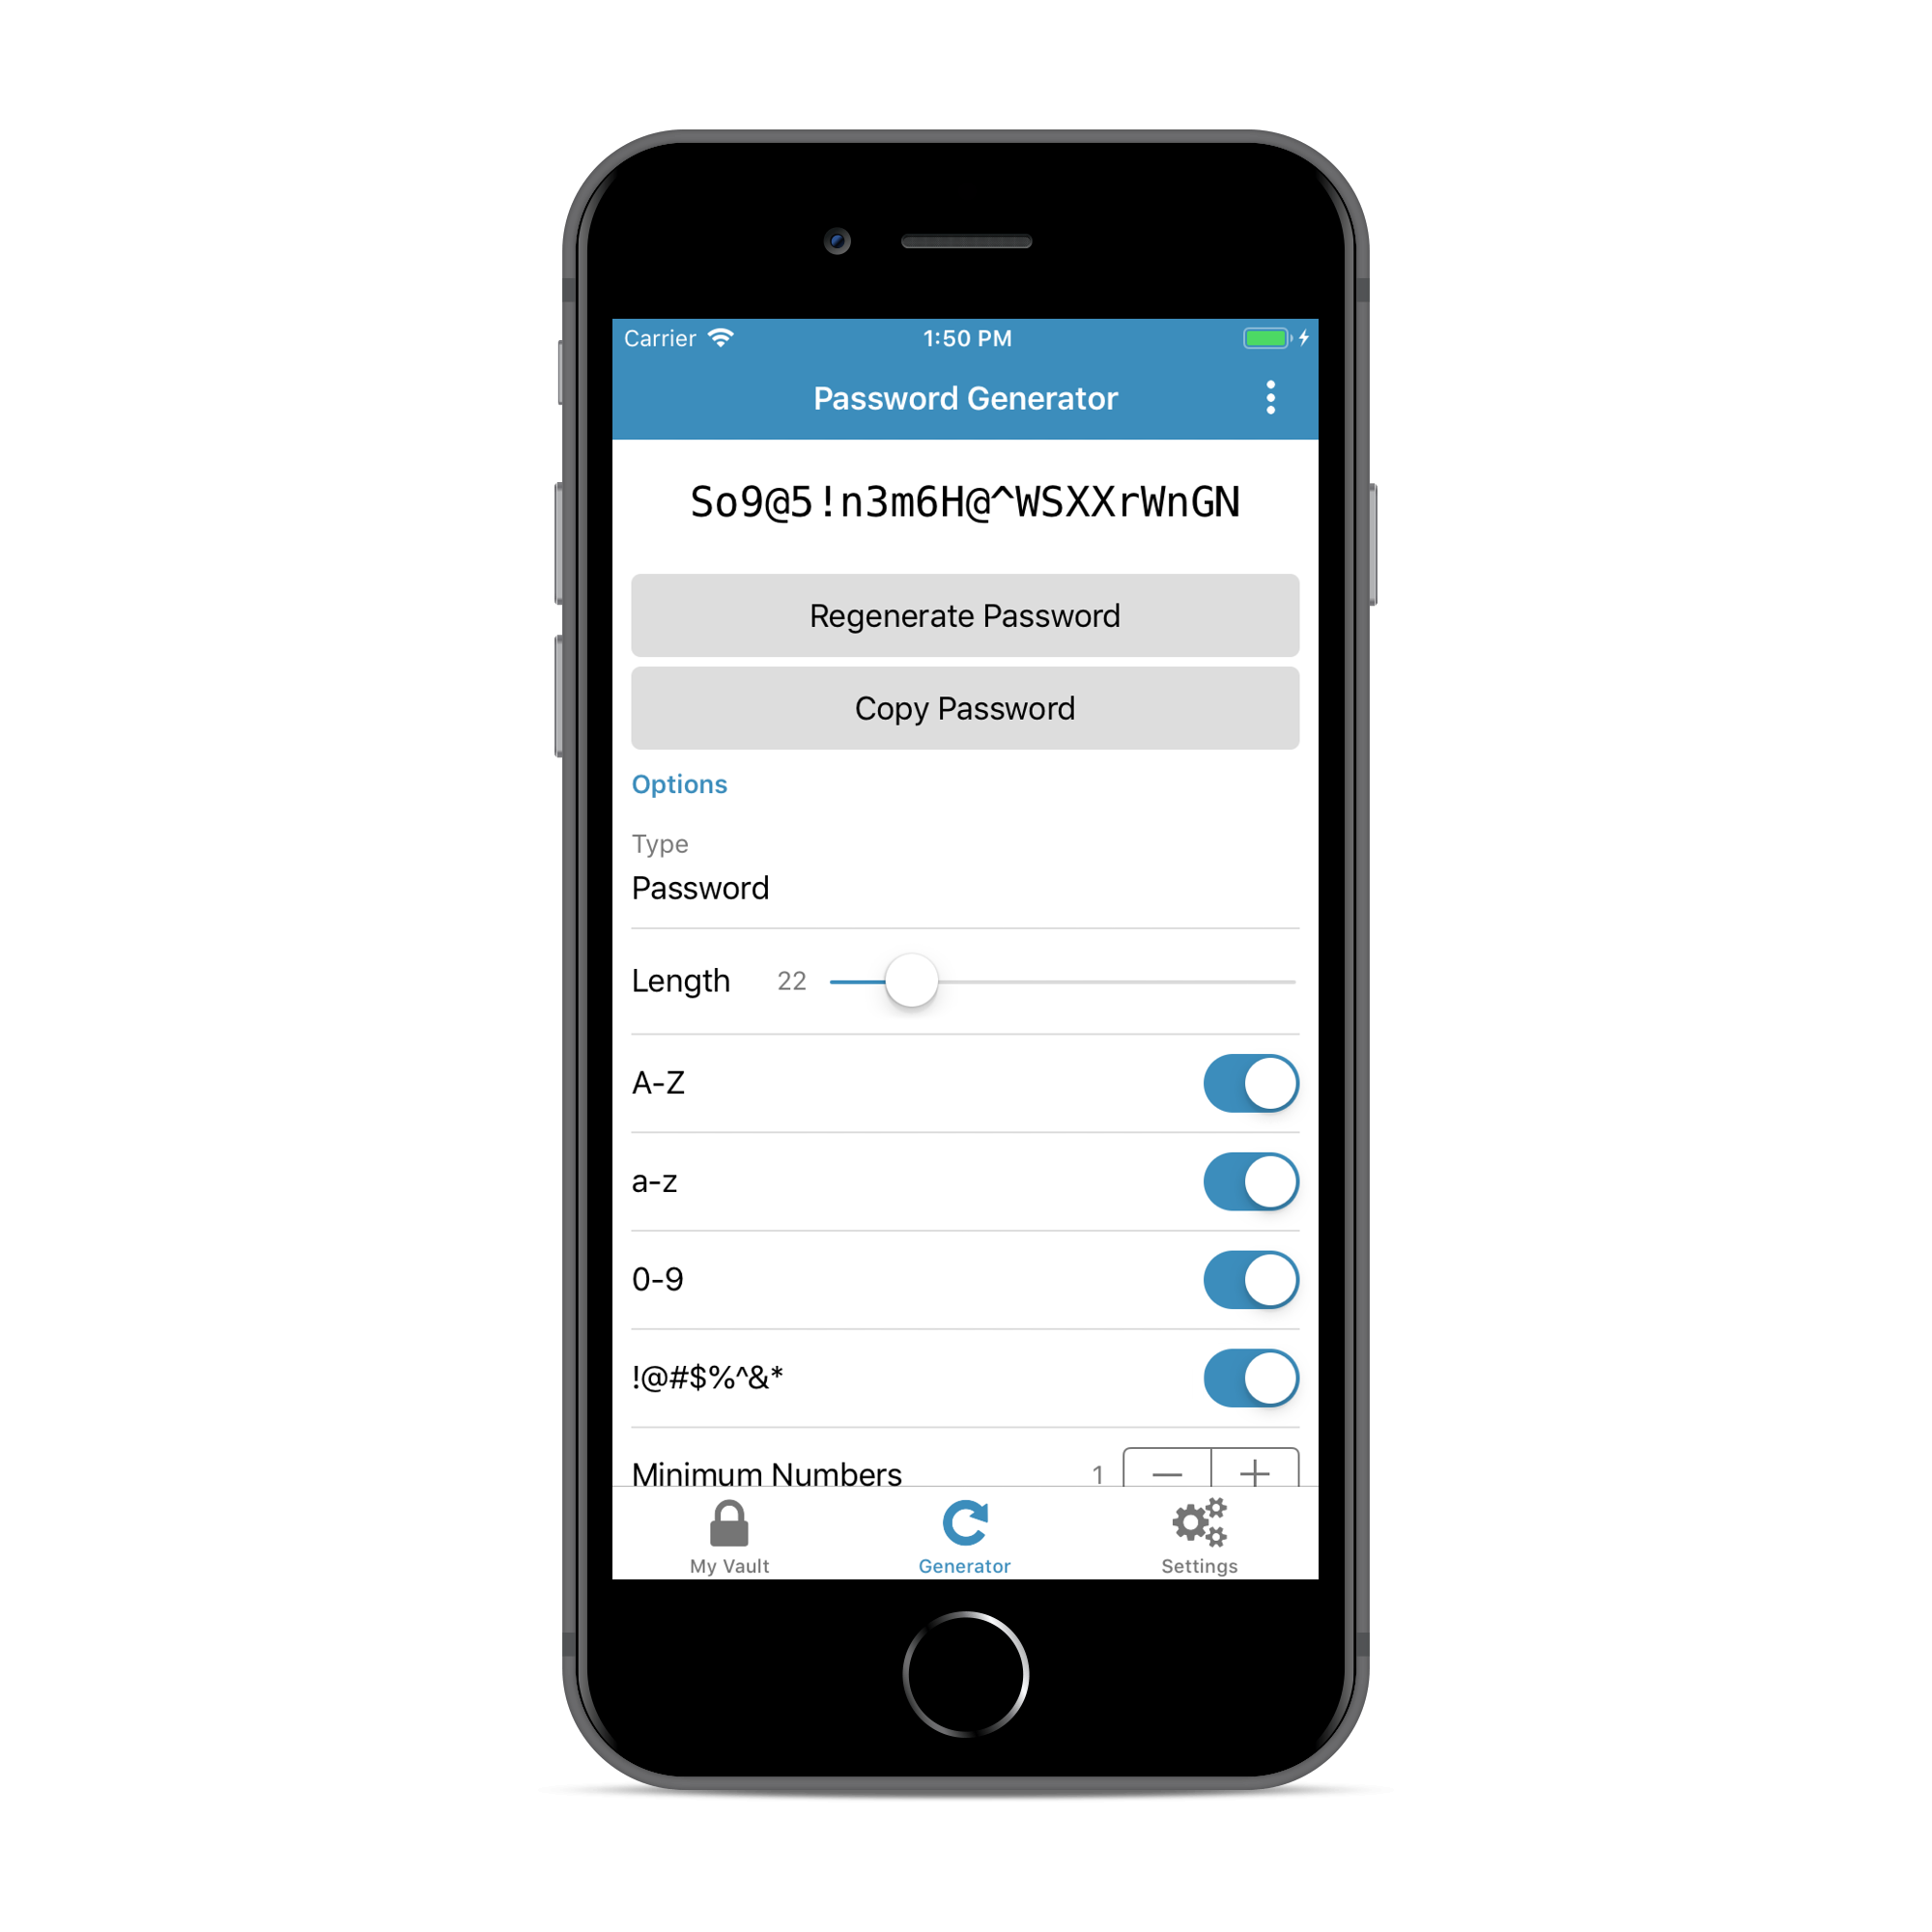 Carrier 1:50 PM
Password Generator
So9@5!n3m6H@^WSXXrWnGN
Regenerate Password
Copy Password
Options
Type
Password
Length 22
A-Z
a-z
0-9
!@#$%^&*
Minimum Numbers 1
My Vault Generator Settings